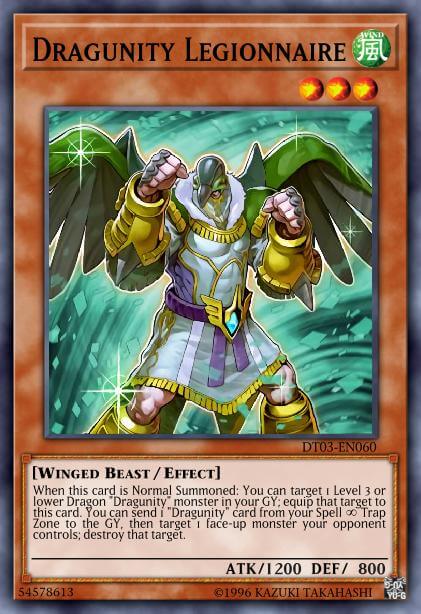 DRAGUNITY LEGIONNAIRE
WIND
風
DT03-EN060
[WINGED BEAST / EFFECT]
When this card is Normal Summoned: You can target 1 Level 3 or
lower Dragon "Dragunity" monster in your GY; equip that target to
this card. You can send 1 "Dragunity" card from your Spell & Trap
Zone to the GY, then target 1 face-up monster your opponent
controls; destroy that target.
ATK/1200 DEF/ 800
54578613
©1996 KAZUKI TAKAHASHI